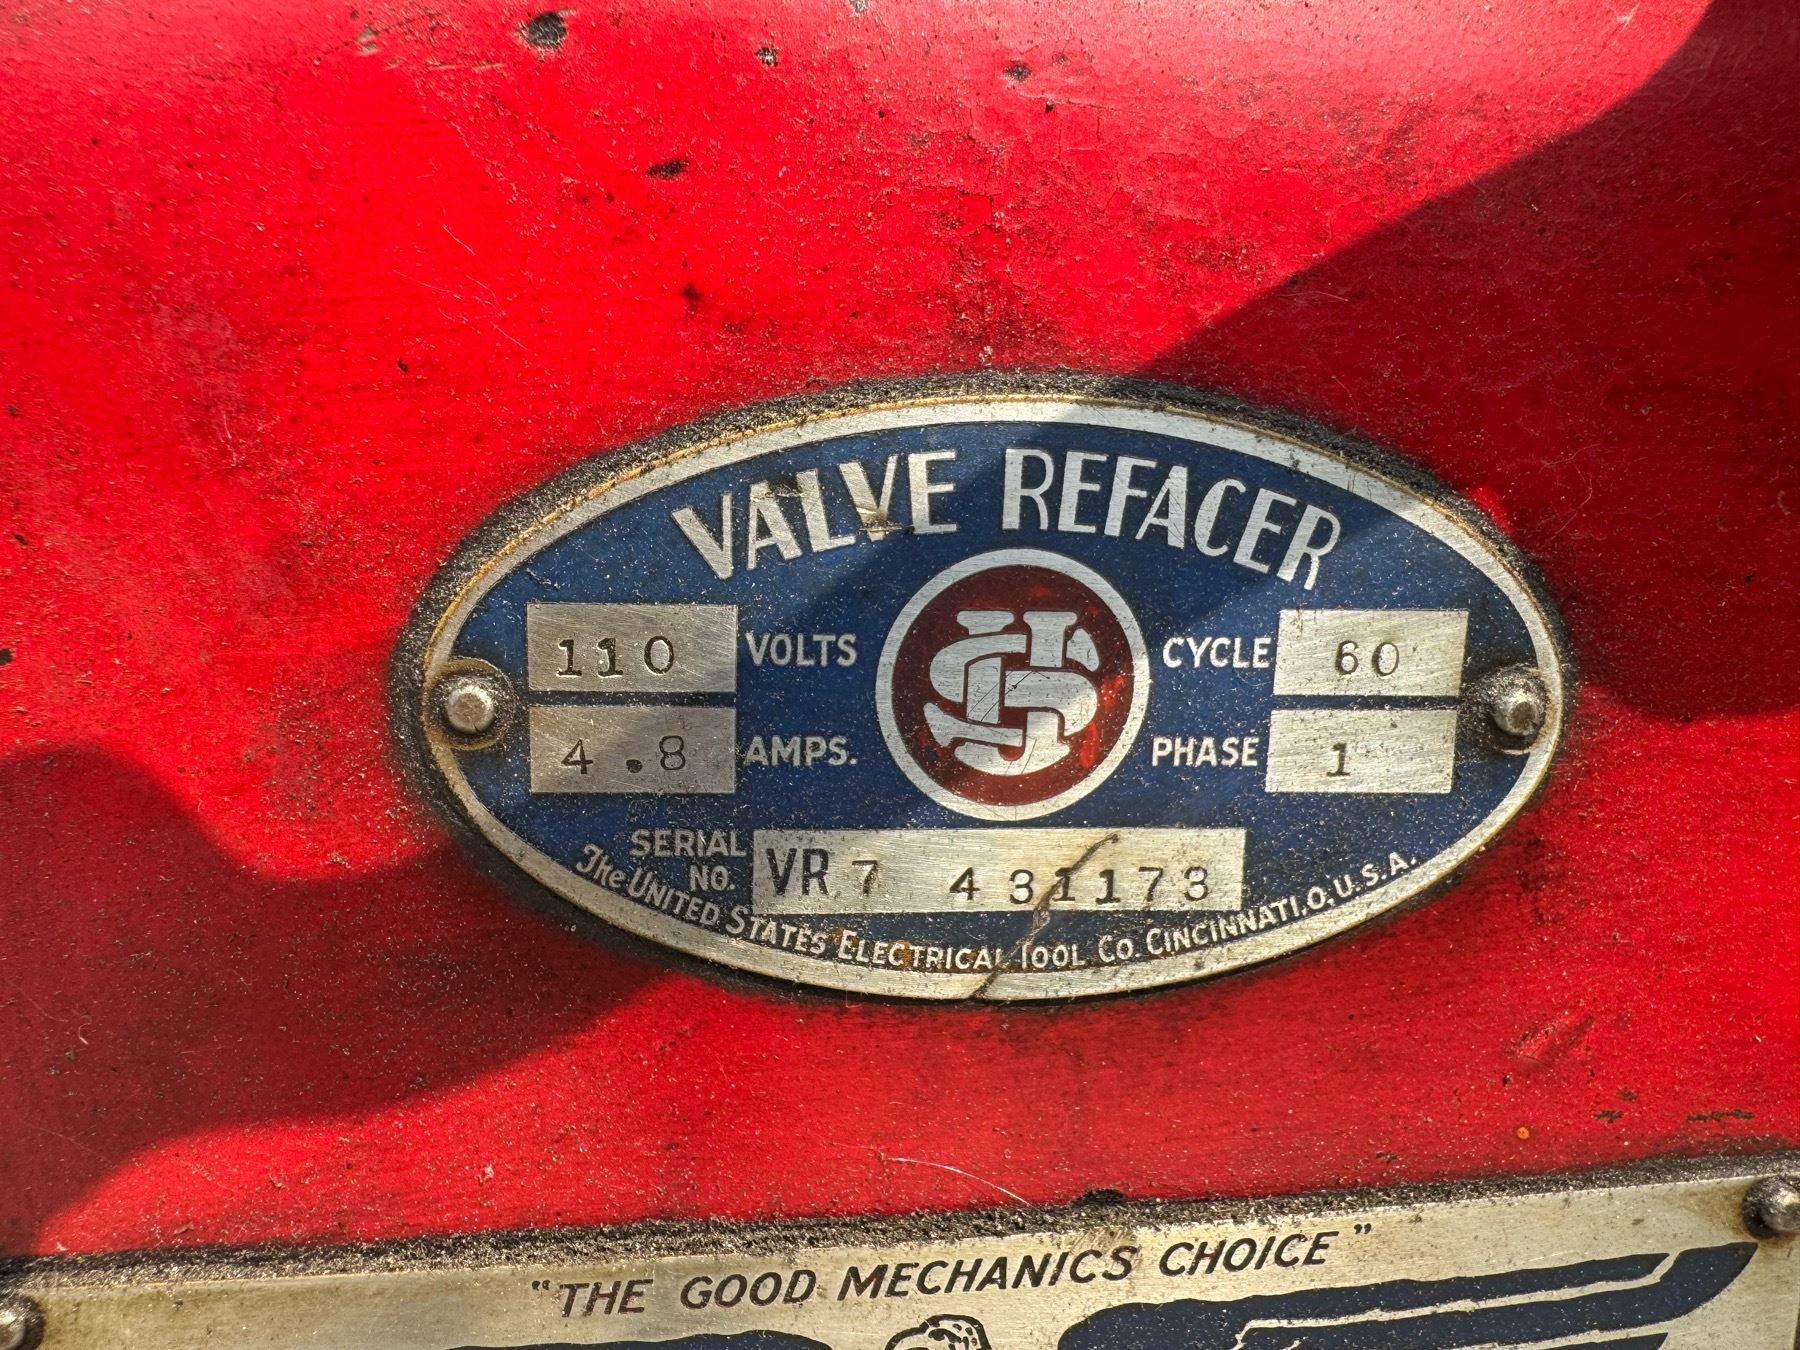 VALVE REFACER
110 VOLTS CYCLE 60
4.8 AMPS. PHASE 1
SERIAL NO. VR 7 431173
The UNITED STATES ELECTRICAL TOOL CO. CINCINNATI, O., U.S.A.
"THE GOOD MECHANICS CHOICE"